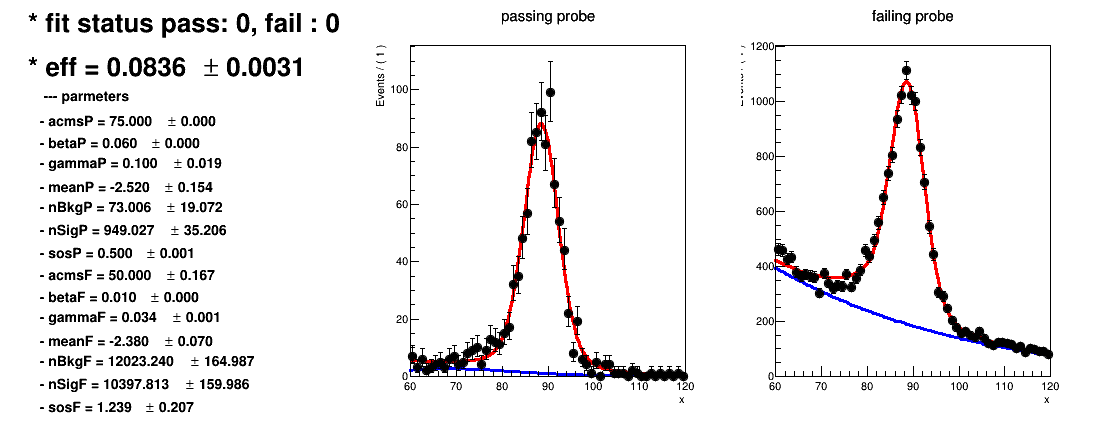 * fit status pass: 0, fail : 0
* eff = 0.0836 ± 0.0031
--- parmeters
- acmsP = 75.000 ± 0.000
- betaP = 0.060 ± 0.000
- gammaP = 0.100 ± 0.019
- meanP = -2.520 ± 0.154
- nBkgP = 73.006 ± 19.072
- nSigP = 949.027 ± 35.206
- sosP = 0.500 ± 0.001
- acmsF = 50.000 ± 0.167
- betaF = 0.010 ± 0.000
- gammaF = 0.034 ± 0.001
- meanF = -2.380 ± 0.070
- nBkgF = 12023.240 ± 164.987
- nSigF = 10397.813 ± 159.986
- sosF = 1.239 ± 0.207
passing probe
Events / ( 1 )
100
80
60
40
20
0
60 70 80 90 100 110 120
x
failing probe
Events / ( 1 )
1200
1000
800
600
400
200
0
60 70 80 90 100 110 120
x